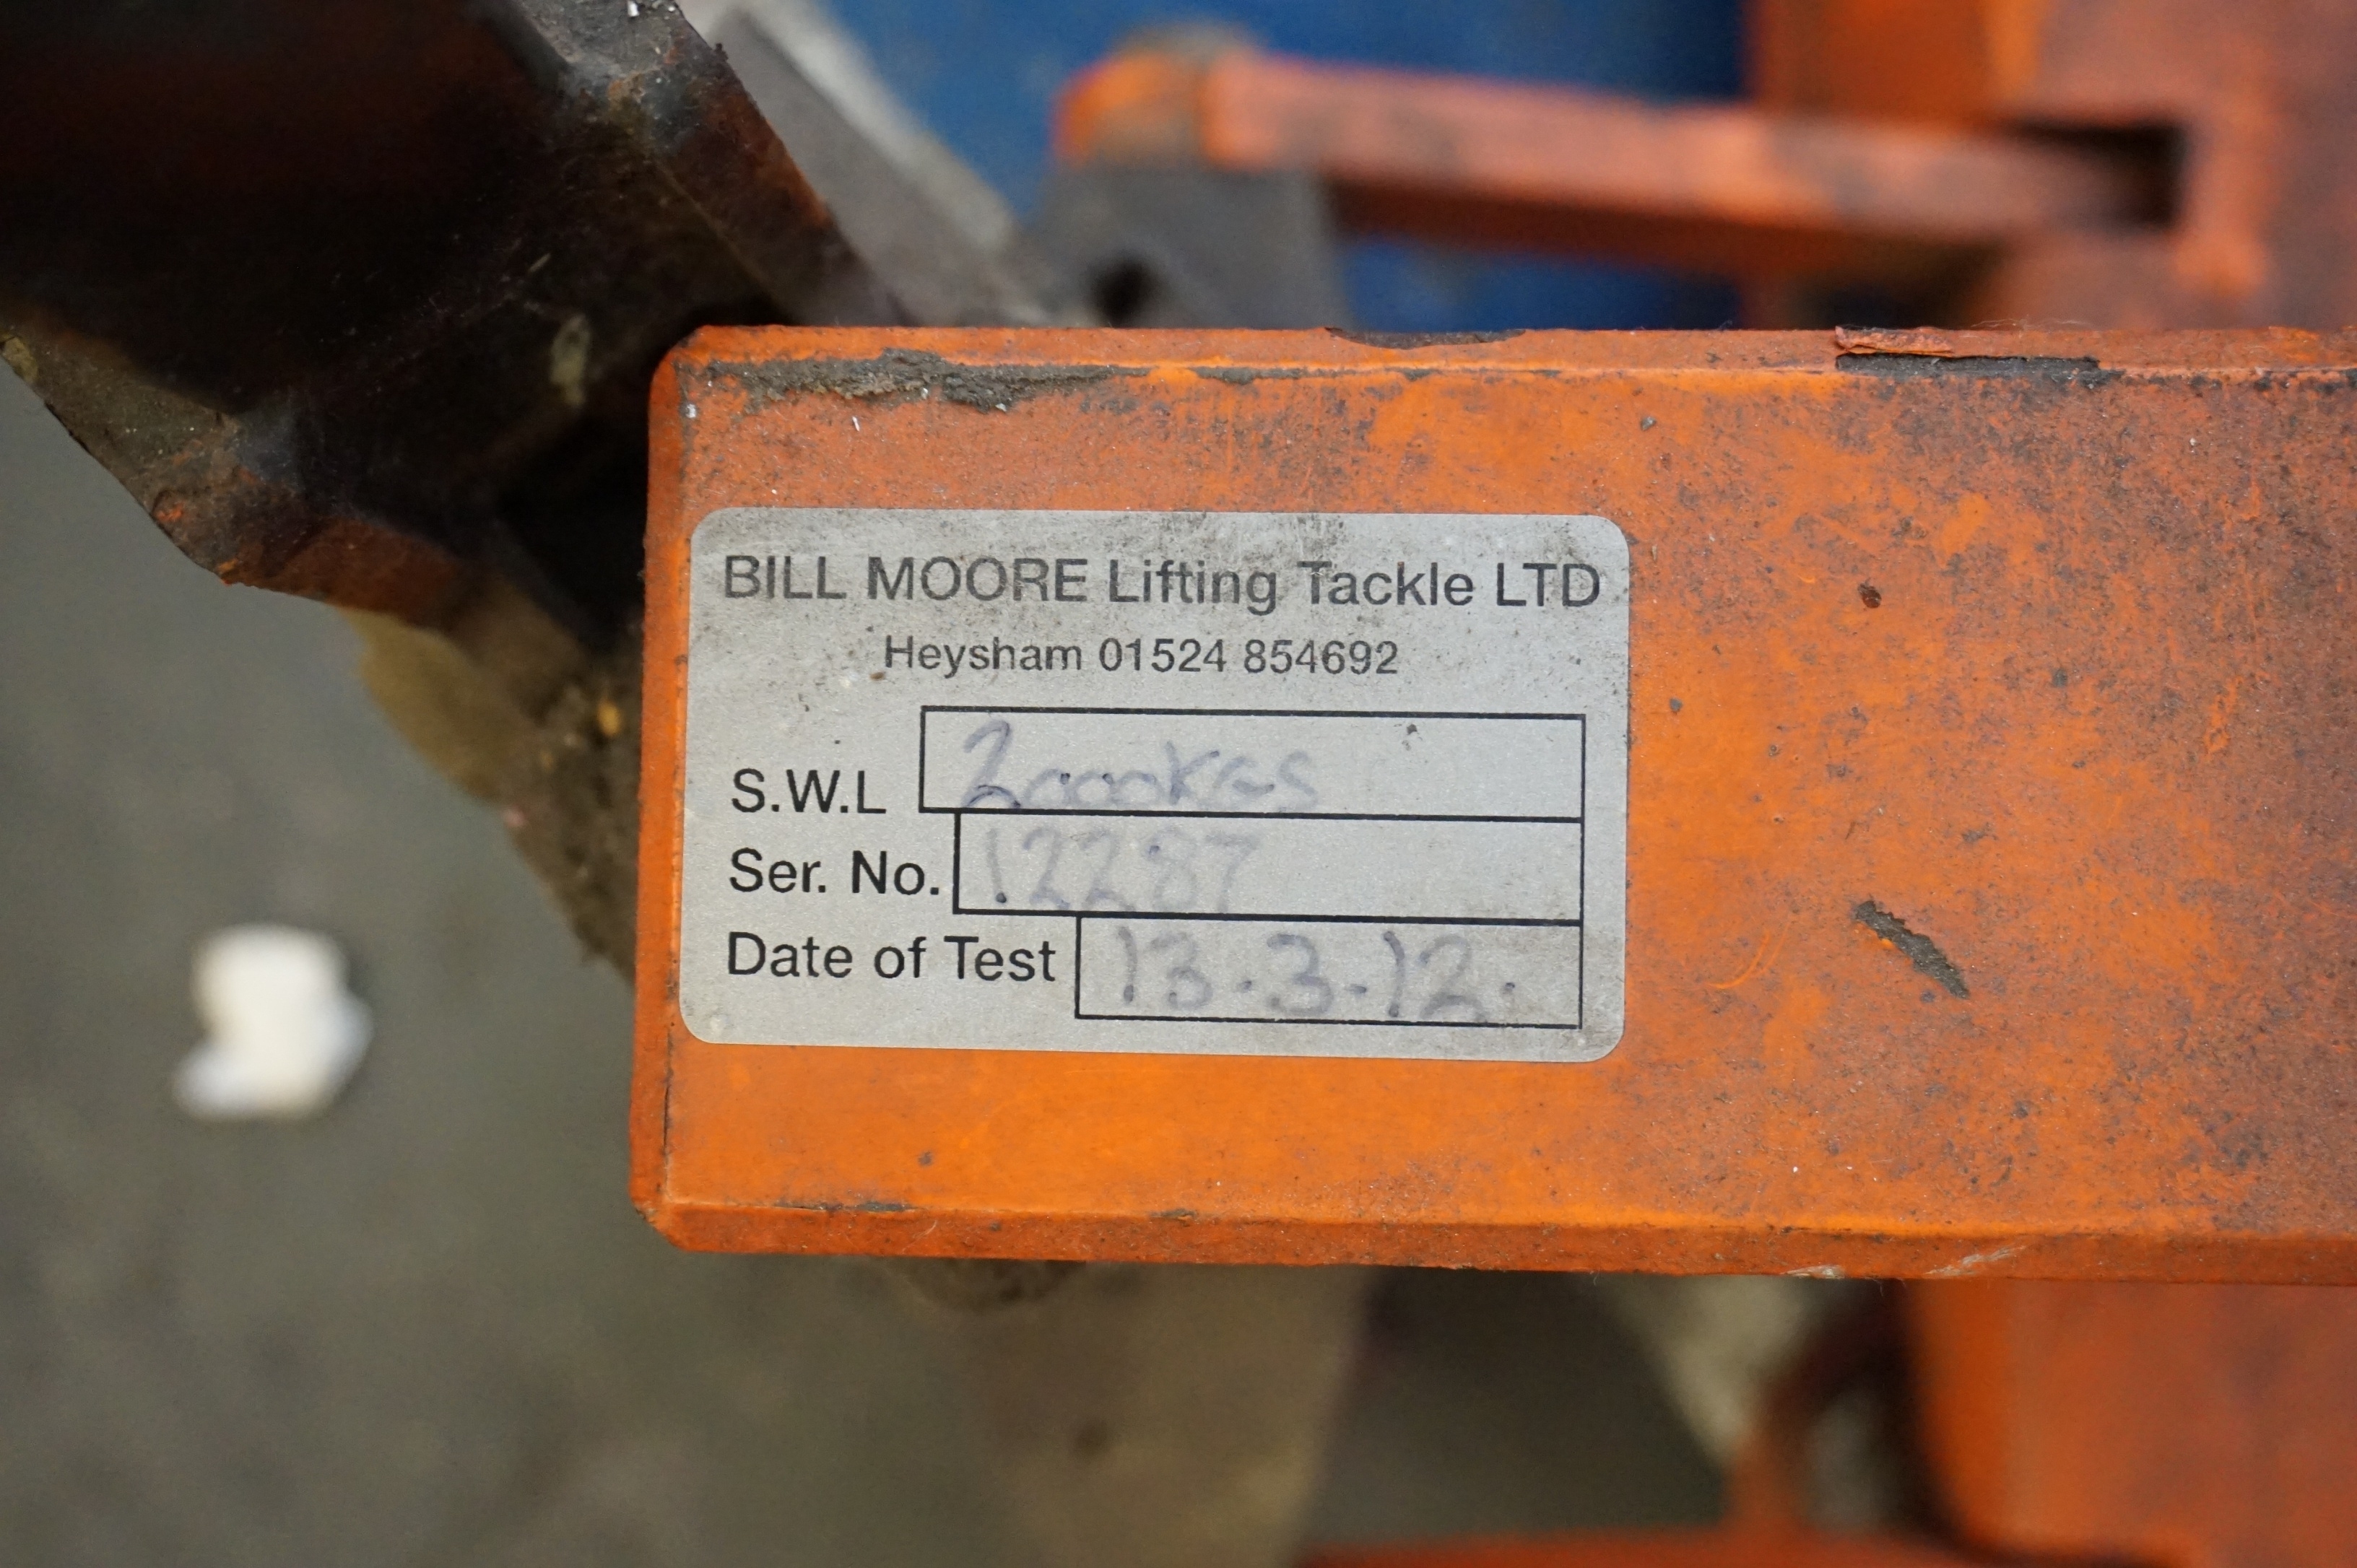 BILL MOORE Lifting Tackle LTD
Heysham 01524 854692
S.W.L 2000KGS
Ser. No. 12287
Date of Test 13.3.12.